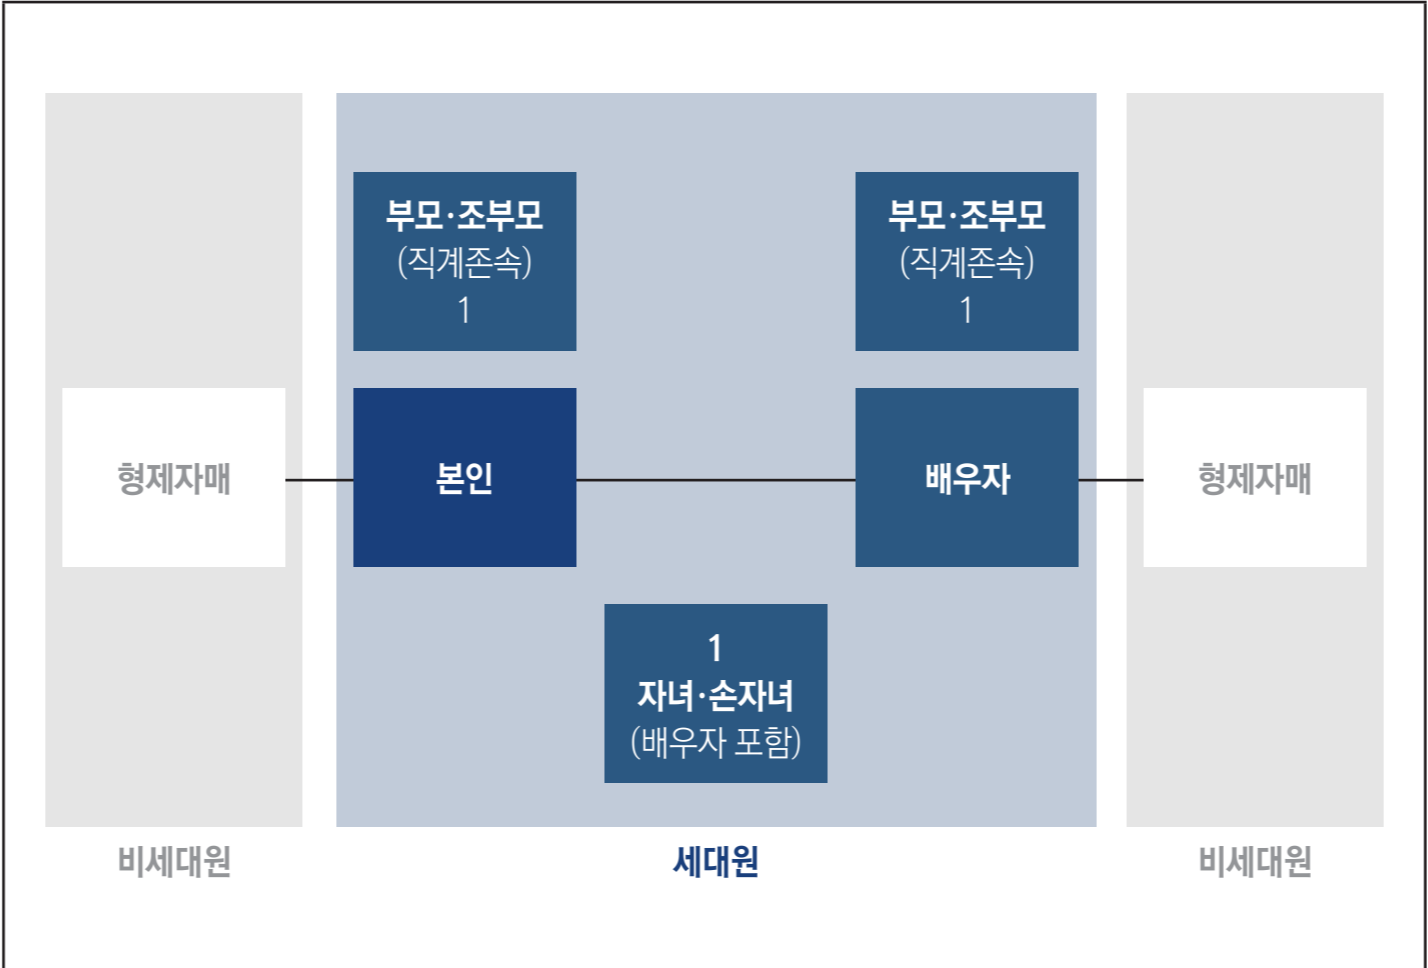 부모·조부모
(직계존속)
1
부모·조부모
(직계존속)
1
형제자매
본인
배우자
형제자매
1
자녀·손자녀
(배우자 포함)
비세대원
세대원
비세대원